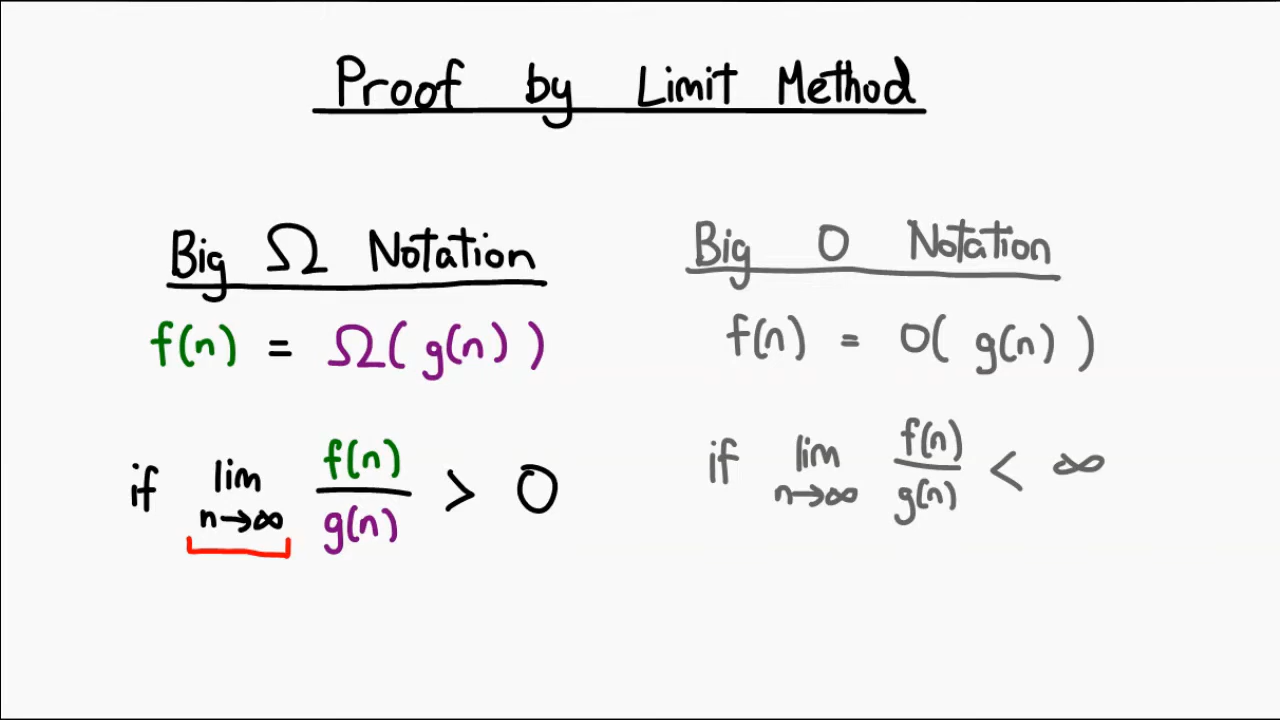 Proof by Limit Method
Big Ω Notation
f(n) = Ω( g(n) )
if lim n→∞ f(n)/g(n) > 0
Big O Notation
f(n) = O( g(n) )
if lim n→∞ f(n)/g(n) < ∞